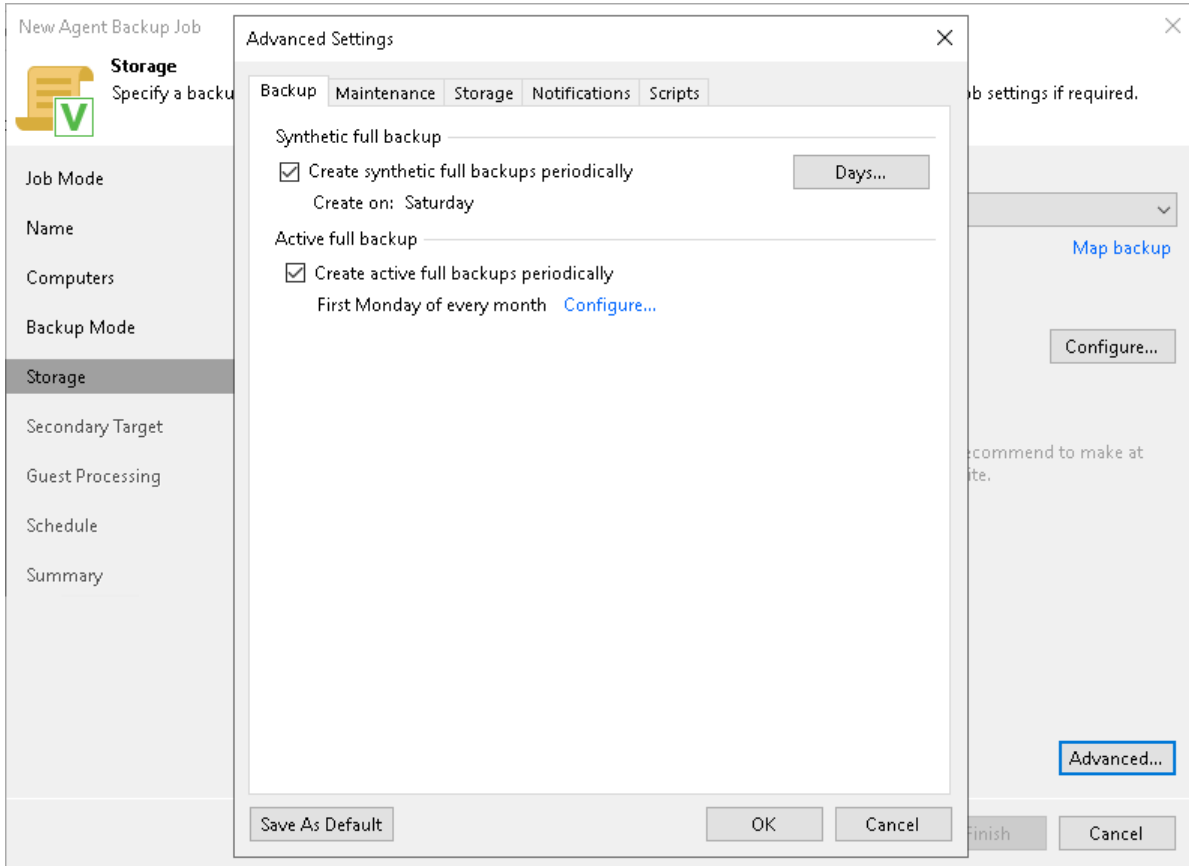 New Agent Backup Job
Storage
Specify a backu
ob settings if required.
Job Mode
Name
Computers
Backup Mode
Storage
Secondary Target
Guest Processing
Schedule
Summary
Advanced Settings
Backup Maintenance Storage Notifications Scripts
Synthetic full backup
Create synthetic full backups periodically Days...
Create on: Saturday
Active full backup
Create active full backups periodically
First Monday of every month Configure...
Save As Default OK Cancel
Map backup
Configure...
ecommend to make at
ite.
Advanced...
Finish Cancel
V